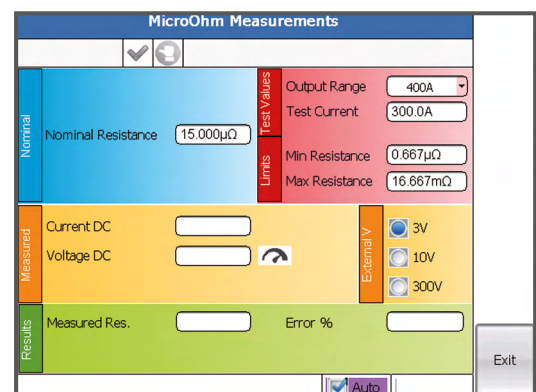 MicroOhm Measurements
Nominal
Nominal Resistance 15.000µΩ
Test Values
Output Range 400A
Test Current 300.0A
Limits
Min Resistance 0.667µΩ
Max Resistance 16.667mΩ
Measured
Current DC
Voltage DC
External V
3V
10V
300V
Results
Measured Res. Error %
Auto
Exit